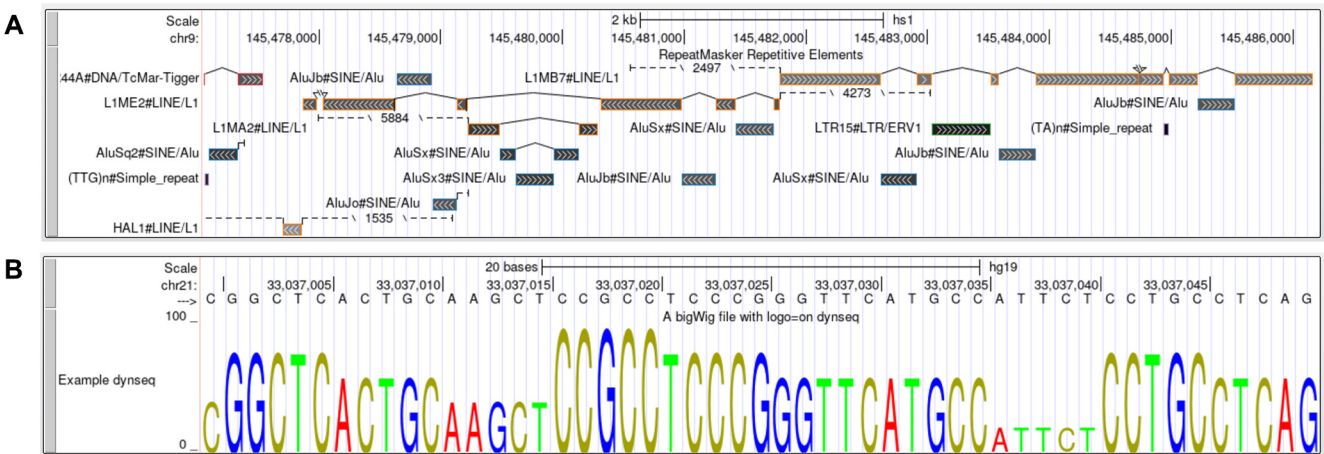 A
Scale 2 kb hs1
chr9: 145,478,000 145,479,000 145,480,000 145,481,000 145,482,000 145,483,000 145,484,000 145,485,000 145,486,000
RepeatMasker Repetitive Elements
2497
44A#DNA/TcMar-Tigger AluJb#SINE/Alu L1MB7#LINE/L1
4273
L1ME2#LINE/L1 AluJb#SINE/Alu
5884
L1MA2#LINE/L1 AluSx#SINE/Alu LTR15#LTR/ERV1 (TA)n#Simple_repeat
AluSq2#SINE/Alu AluSx#SINE/Alu AluJb#SINE/Alu
(TTG)n#Simple_repeat AluSx3#SINE/Alu AluJb#SINE/Alu AluSx#SINE/Alu
AluJo#SINE/Alu
1535
HAL1#LINE/L1
B
Scale 20 bases hg19
chr21: 33,037,005 33,037,010 33,037,015 33,037,020 33,037,025 33,037,030 33,037,035 33,037,040 33,037,045
---> C G G C T C A C T G C A A G C T C C G C C T C C C G G G T T C A T G C C A T T C T C C T G C C T C A G
A bigWig file with logo=on dynseq
100 _
Example dynseq
CGGCTCACTGCAAGCTCCGCCTCCCGGGTTCATGCCATTCTCCTGCCTCAG
0 _